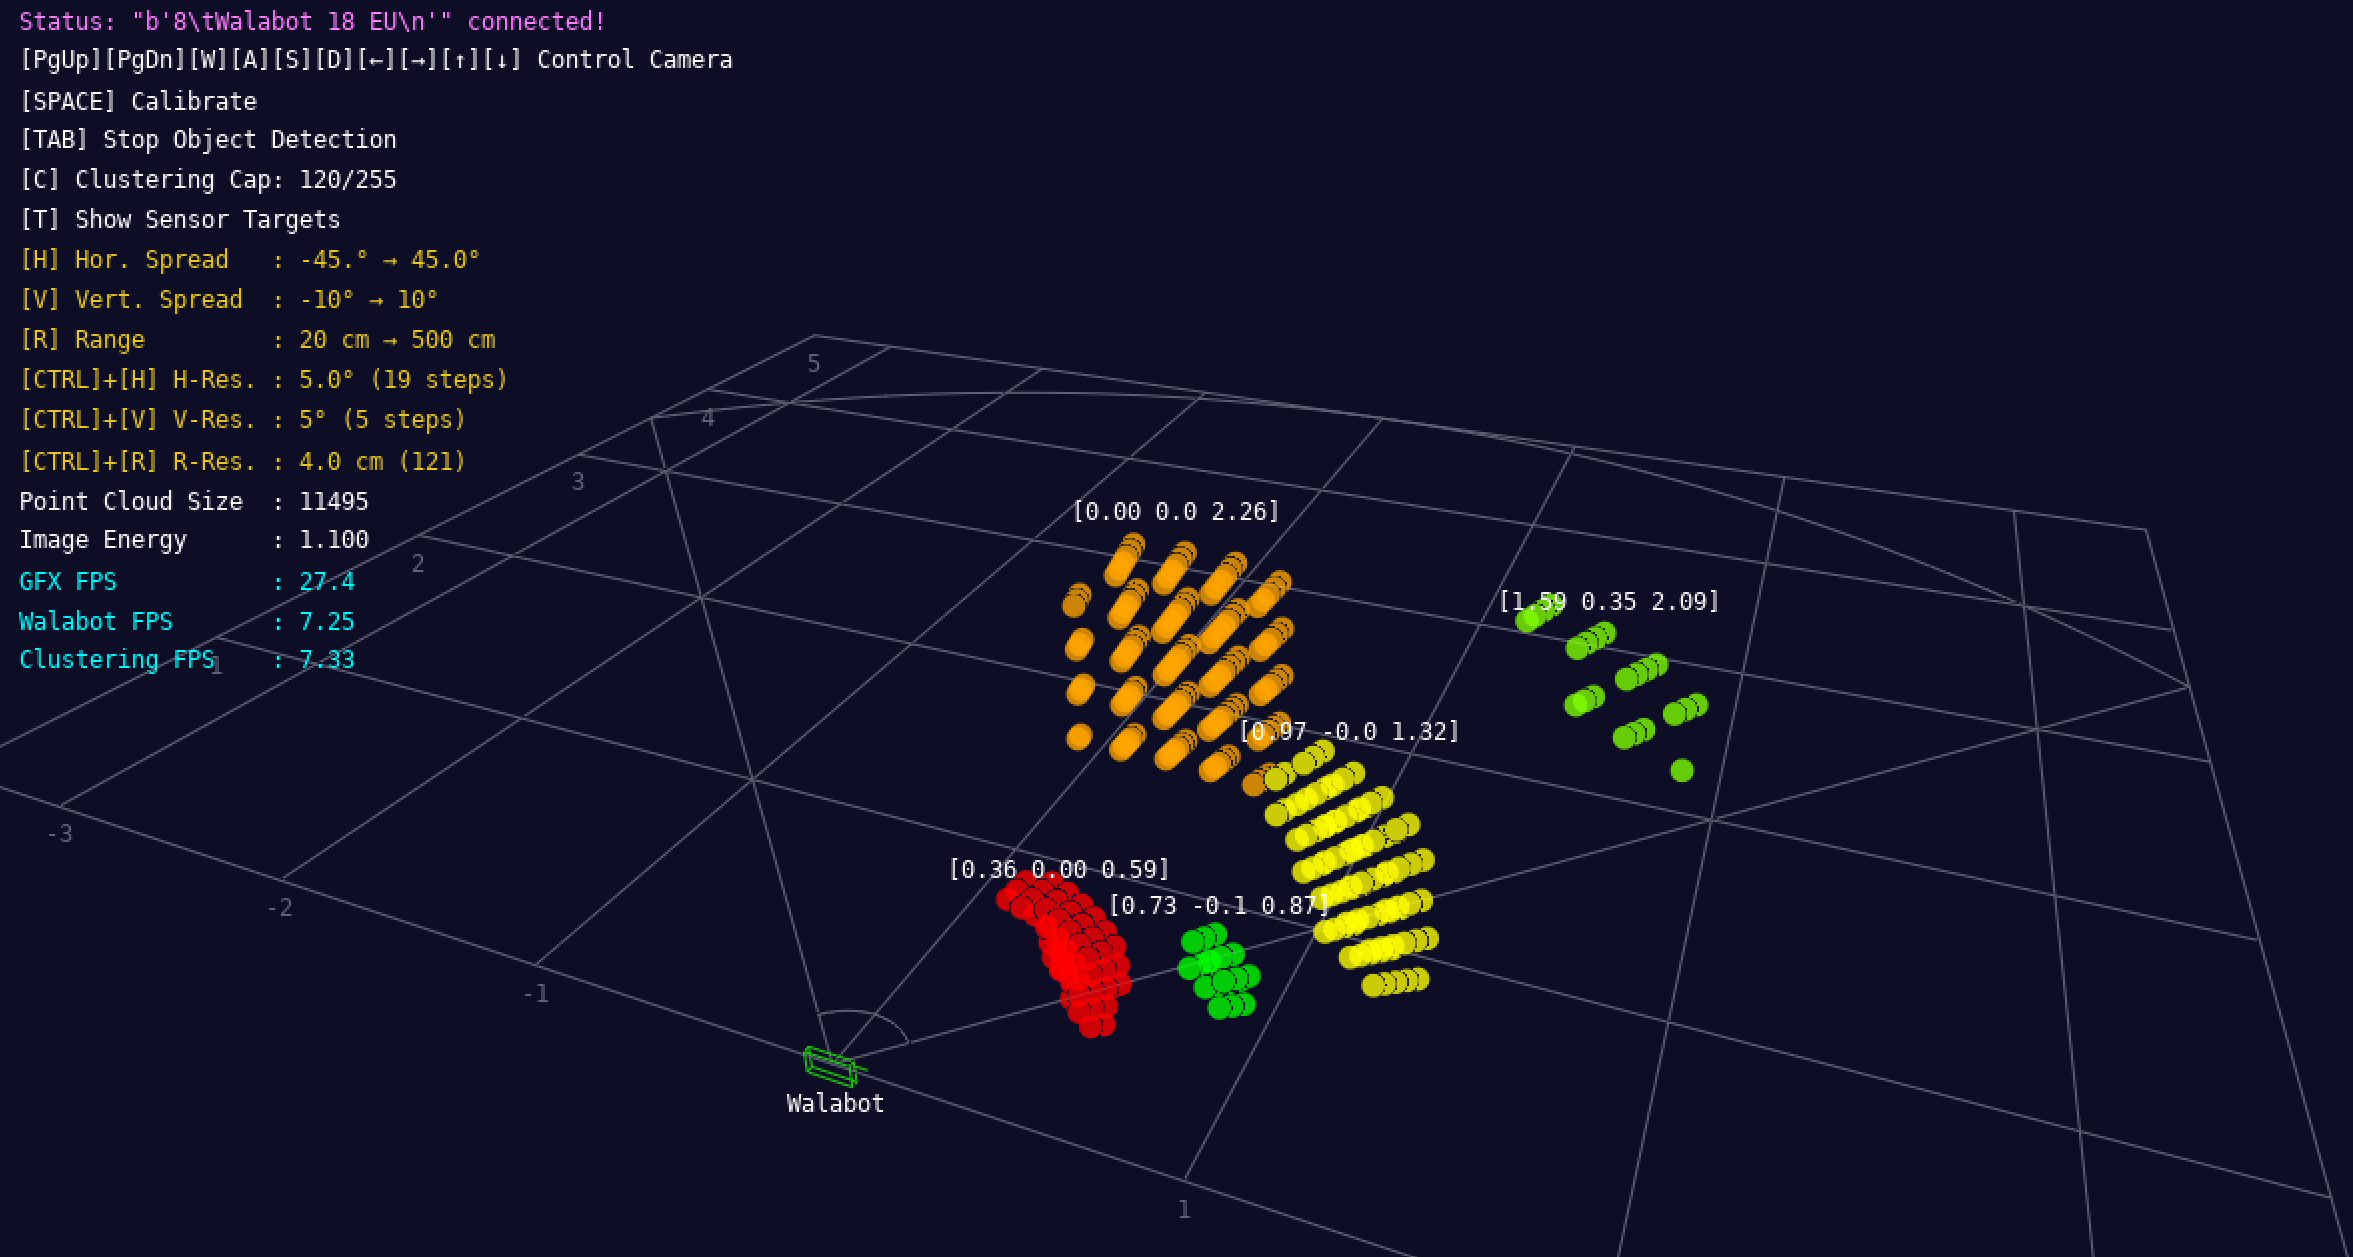 Status: "b'8\tWalabot 18 EU\n'" connected!
[PgUp][PgDn][W][A][S][D][←][→][↑][↓] Control Camera
[SPACE] Calibrate
[TAB] Stop Object Detection
[C] Clustering Cap: 120/255
[T] Show Sensor Targets
[H] Hor. Spread : -45.° → 45.0°
[V] Vert. Spread : -10° → 10°
[R] Range : 20 cm → 500 cm
[CTRL]+[H] H-Res. : 5.0° (19 steps)
[CTRL]+[V] V-Res. : 5° (5 steps)
[CTRL]+[R] R-Res. : 4.0 cm (121)
Point Cloud Size : 11495
Image Energy : 1.100
GFX FPS : 27.4
Walabot FPS : 7.25
Clustering FPS : 7.33
5
4
3
2
1
[0.00 0.0 2.26]
[1.59 0.35 2.09]
[0.97 -0.0 1.32]
[0.36 0.00 0.59]
[0.73 -0.1 0.87]
-3
-2
-1
Walabot
1